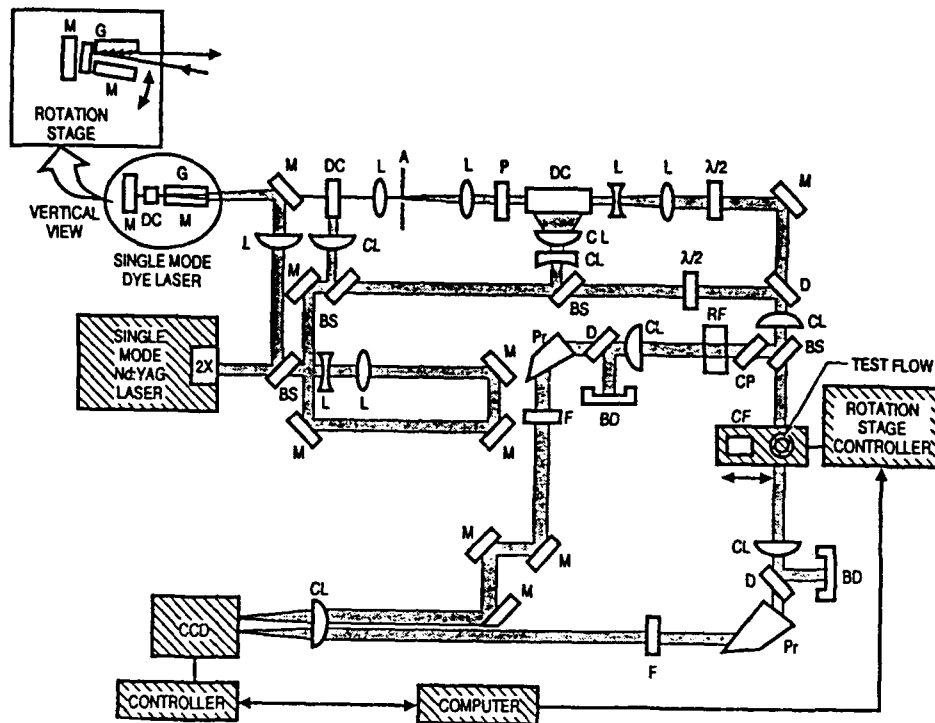 M
G
M
ROTATION
STAGE
M
DC
L
A
L
P
DC
L
L
λ/2
M
G
M
DC
M
VERTICAL
VIEW
L
CL
CL
CL
SINGLE MODE
DYE LASER
M
BS
BS
λ/2
D
CL
SINGLE
MODE
Nd:YAG
LASER
2X
BS
L
L
M
Pr
D
CL
RF
CP
BS
TEST FLOW
M
M
F
BD
CF
ROTATION
STAGE
CONTROLLER
M
M
CL
D
BD
M
CL
CCD
F
Pr
CONTROLLER
COMPUTER